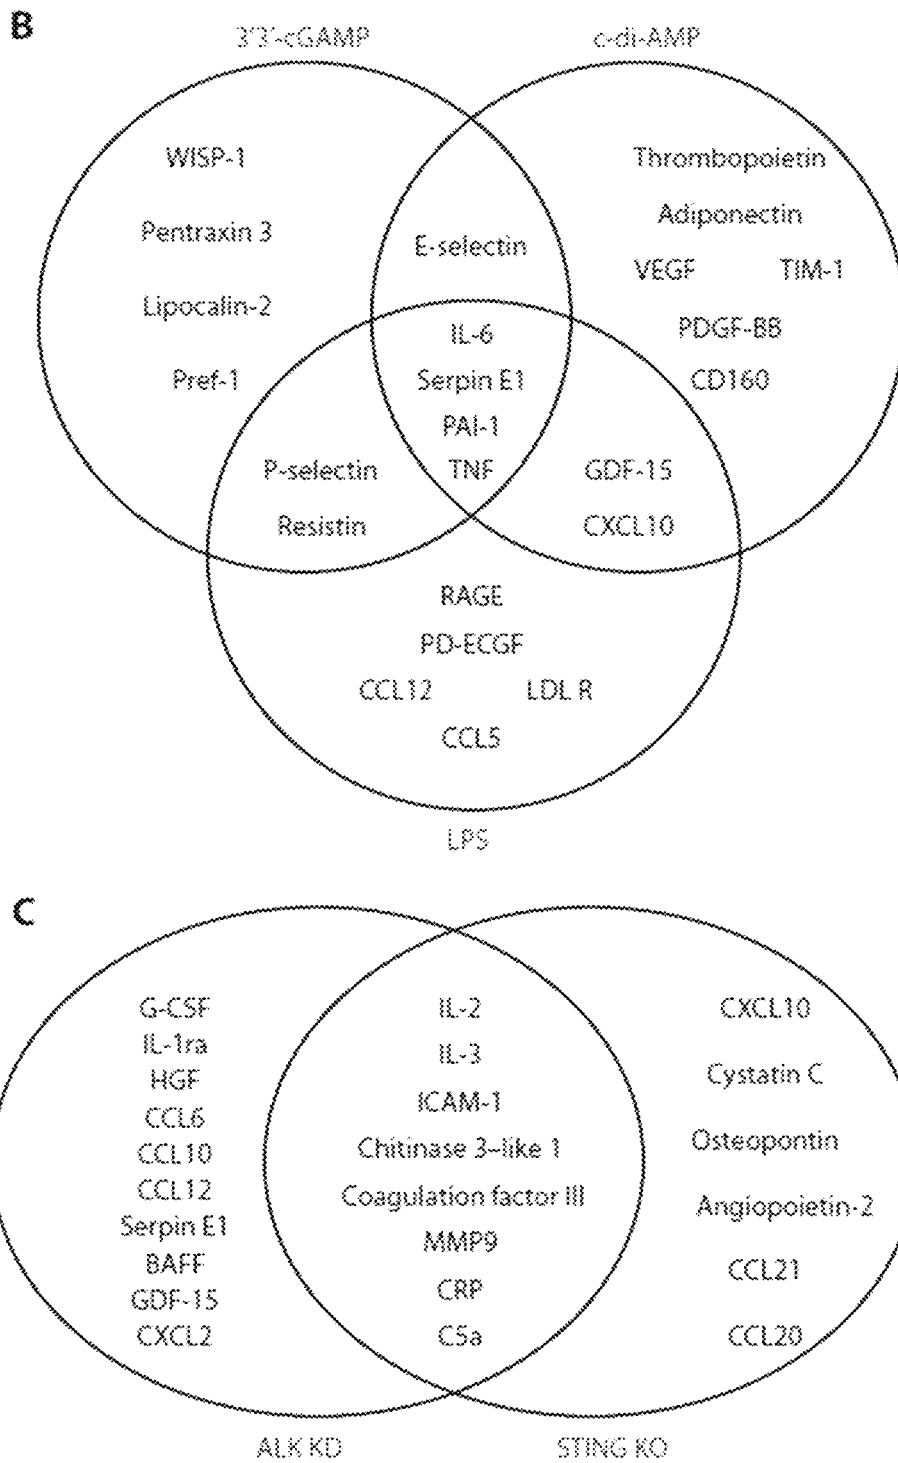 B
3'3'-cGAMP
c-di-AMP
WISP-1
Thrombopoietin
Adiponectin
Pentraxin 3
E-selectin
VEGF TIM-1
Lipocalin-2
IL-6
PDGF-BB
Pref-1
Serpin E1
CD160
PAI-1
P-selectin
TNF
GDF-15
Resistin
CXCL10
RAGE
PD-ECGF
CCL12 LDL R
CCL5
LPS
C
G-CSF
IL-1ra
HGF
CCL6
CCL10
CCL12
Serpin E1
BAFF
GDF-15
CXCL2
IL-2
IL-3
ICAM-1
Chitinase 3–like 1
Coagulation factor III
MMP9
CRP
C5a
CXCL10
Cystatin C
Osteopontin
Angiopoietin-2
CCL21
CCL20
ALK KD
STING KO